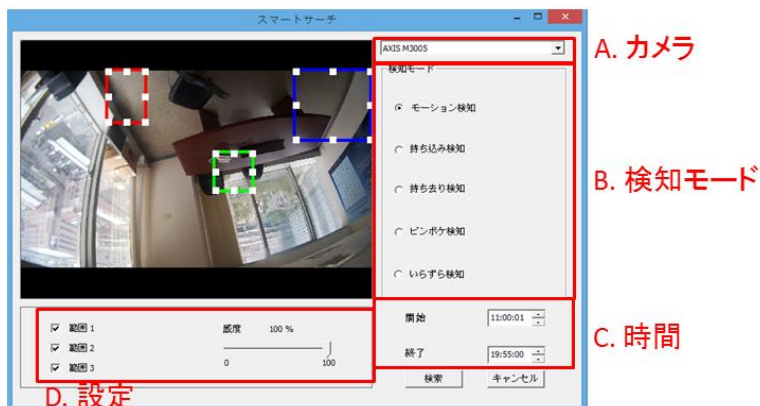 スマートサーチ
AXIS M3005
A. カメラ
検知モード
モーション検知
持ち込み検知
持ち去り検知
ピンボケ検知
いらずら検知
B. 検知モード
範囲 1
範囲 2
範囲 3
感度 100 %
0 100
D. 設定
開始 11:00:01
終了 19:55:00
C. 時間
検索 キャンセル